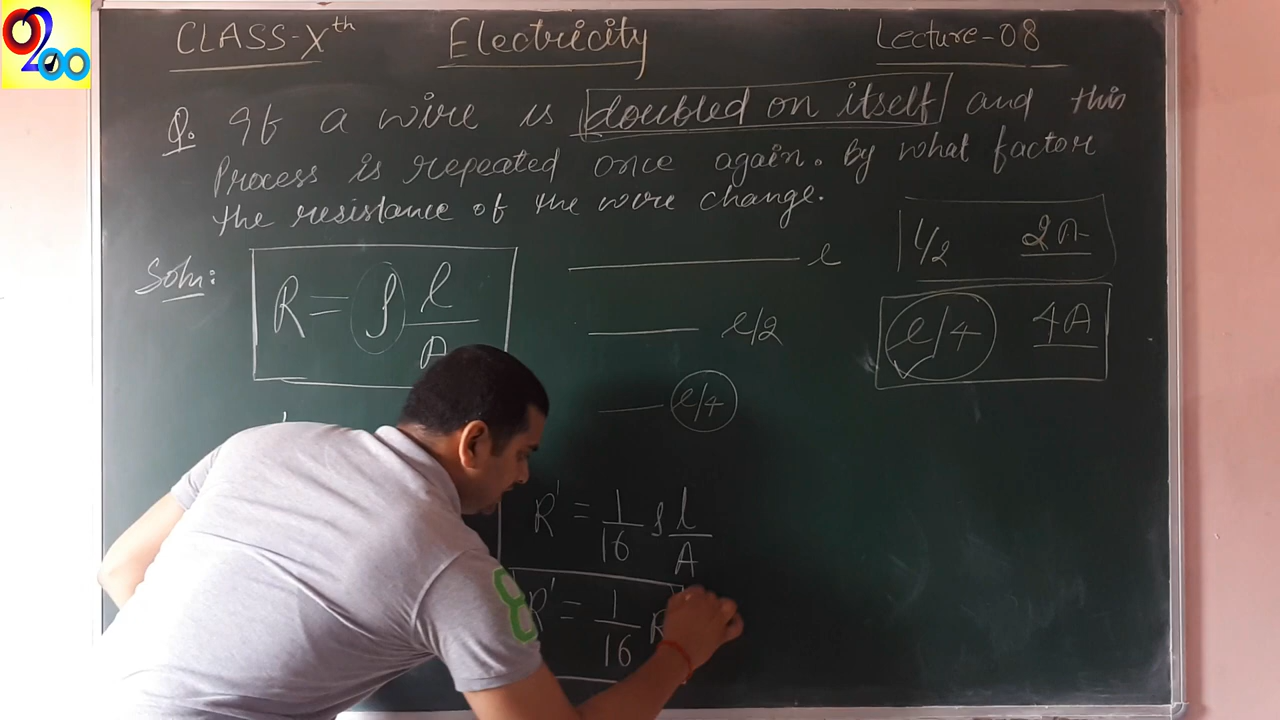 0200
CLASS-Xth Electricity Lecture-08
Q. If a wire is doubled on itself and this
Process is repeated once again. By what factor
the resistance of the wire change.
Soln:
R = ρ l/A
l
l/2
l/4
l/2 2A
l/4 4A
R' = 1/16 ρ l/A
R' = 1/16 R
8